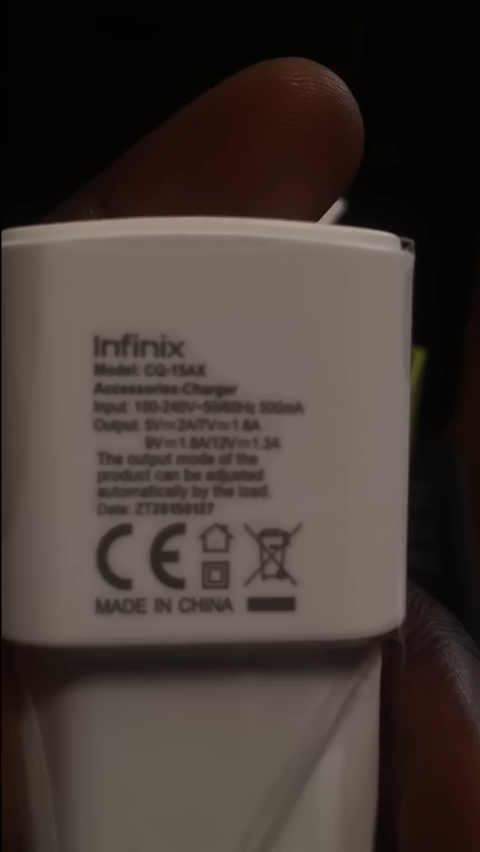 Infinix
Model: CQ-15AX
Accessories-Charger
Input: 100-240V~50/60Hz 500mA
Output: 5V⎓2A/7V⎓1.8A
9V⎓1.8A/12V⎓1.3A
The output mode of the
product can be adjusted
automatically by the load.
Date: ZT20150127
CE
MADE IN CHINA